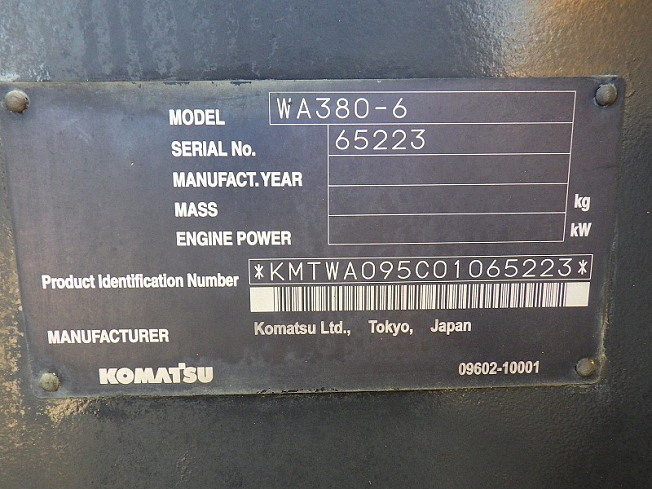 MODEL WA380-6
SERIAL No. 65223
MANUFACT. YEAR
MASS kg
ENGINE POWER kW
Product Identification Number *KMTWA095C01065223*
MANUFACTURER Komatsu Ltd., Tokyo, Japan
KOMATSU 09602-10001